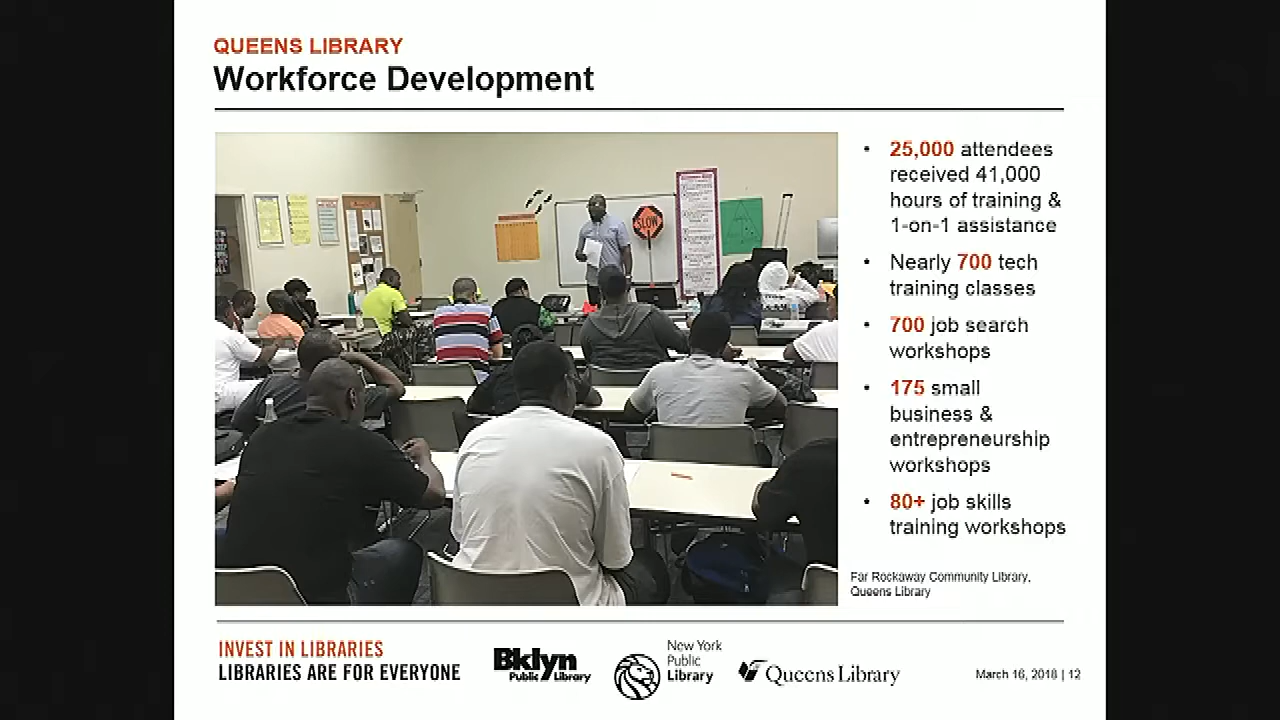 QUEENS LIBRARY
Workforce Development
SLOW
• 25,000 attendees
received 41,000
hours of training &
1-on-1 assistance
• Nearly 700 tech
training classes
• 700 job search
workshops
• 175 small
business &
entrepreneurship
workshops
• 80+ job skills
training workshops
Far Rockaway Community Library,
Queens Library
INVEST IN LIBRARIES
LIBRARIES ARE FOR EVERYONE
Bklyn
Public Library
New York
Public
Library
Queens Library
March 16, 2018 | 12